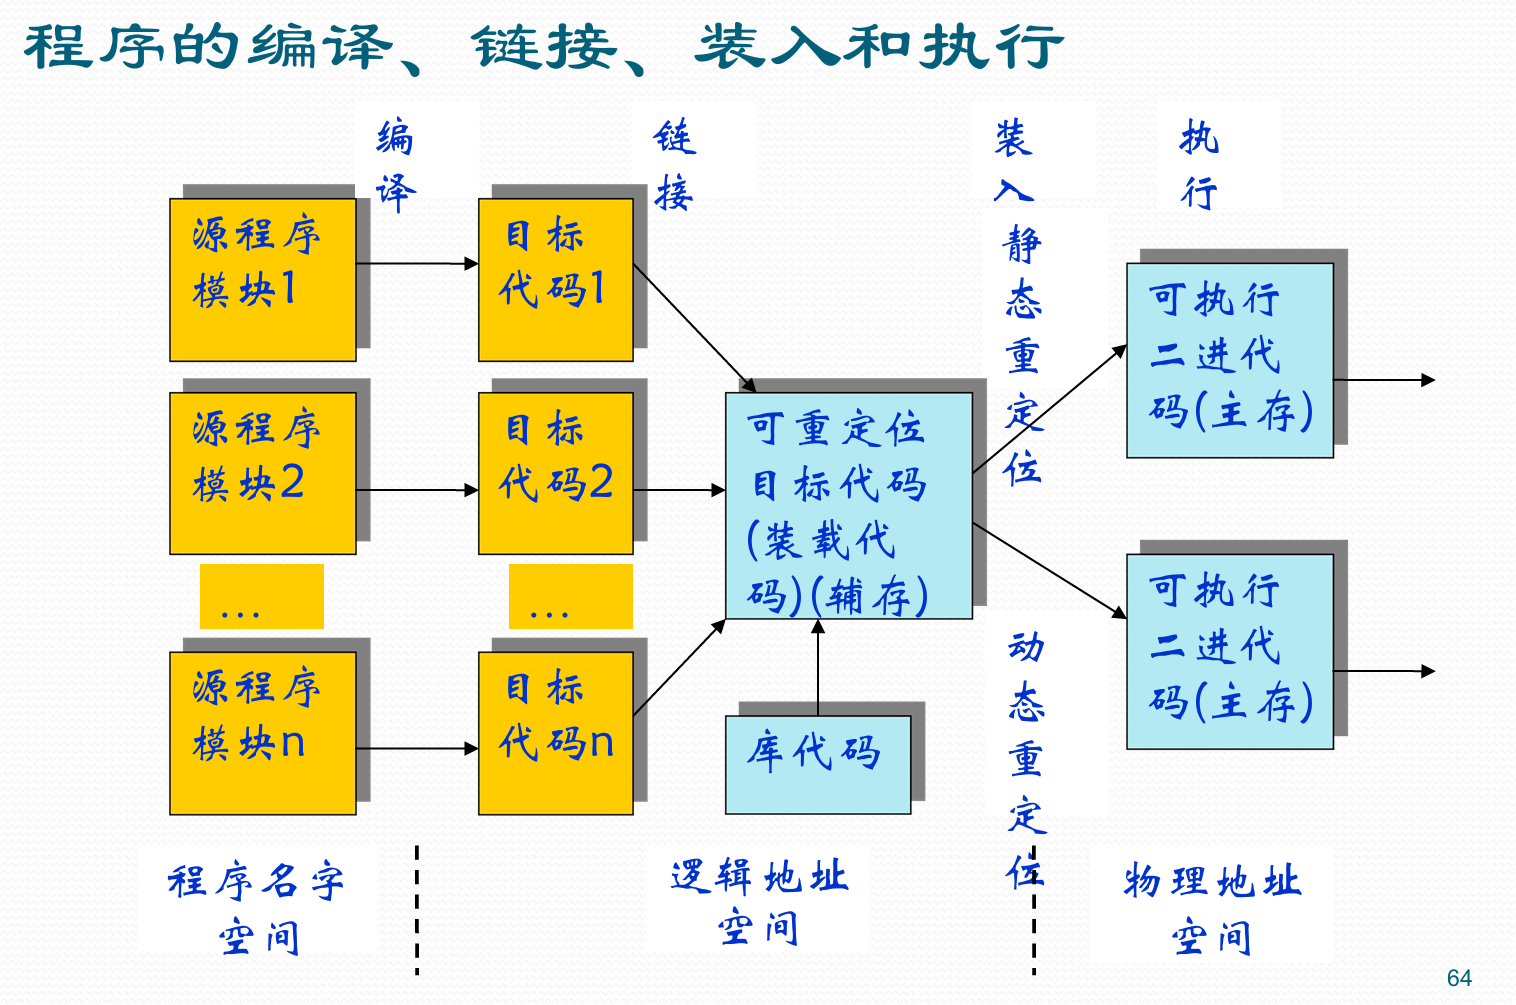 程序的编译、链接、装入和执行
编
译
链
接
装
入
执
行
静
态
重
定
位
源程序
模块1
目标
代码1
可执行
二进代
码(主存)
源程序
模块2
目标
代码2
可重定位
目标代码
(装载代
码)(辅存)
...
...
源程序
模块n
目标
代码n
库代码
动
态
重
定
位
可执行
二进代
码(主存)
程序名字
空间
逻辑地址
空间
物理地址
空间
64